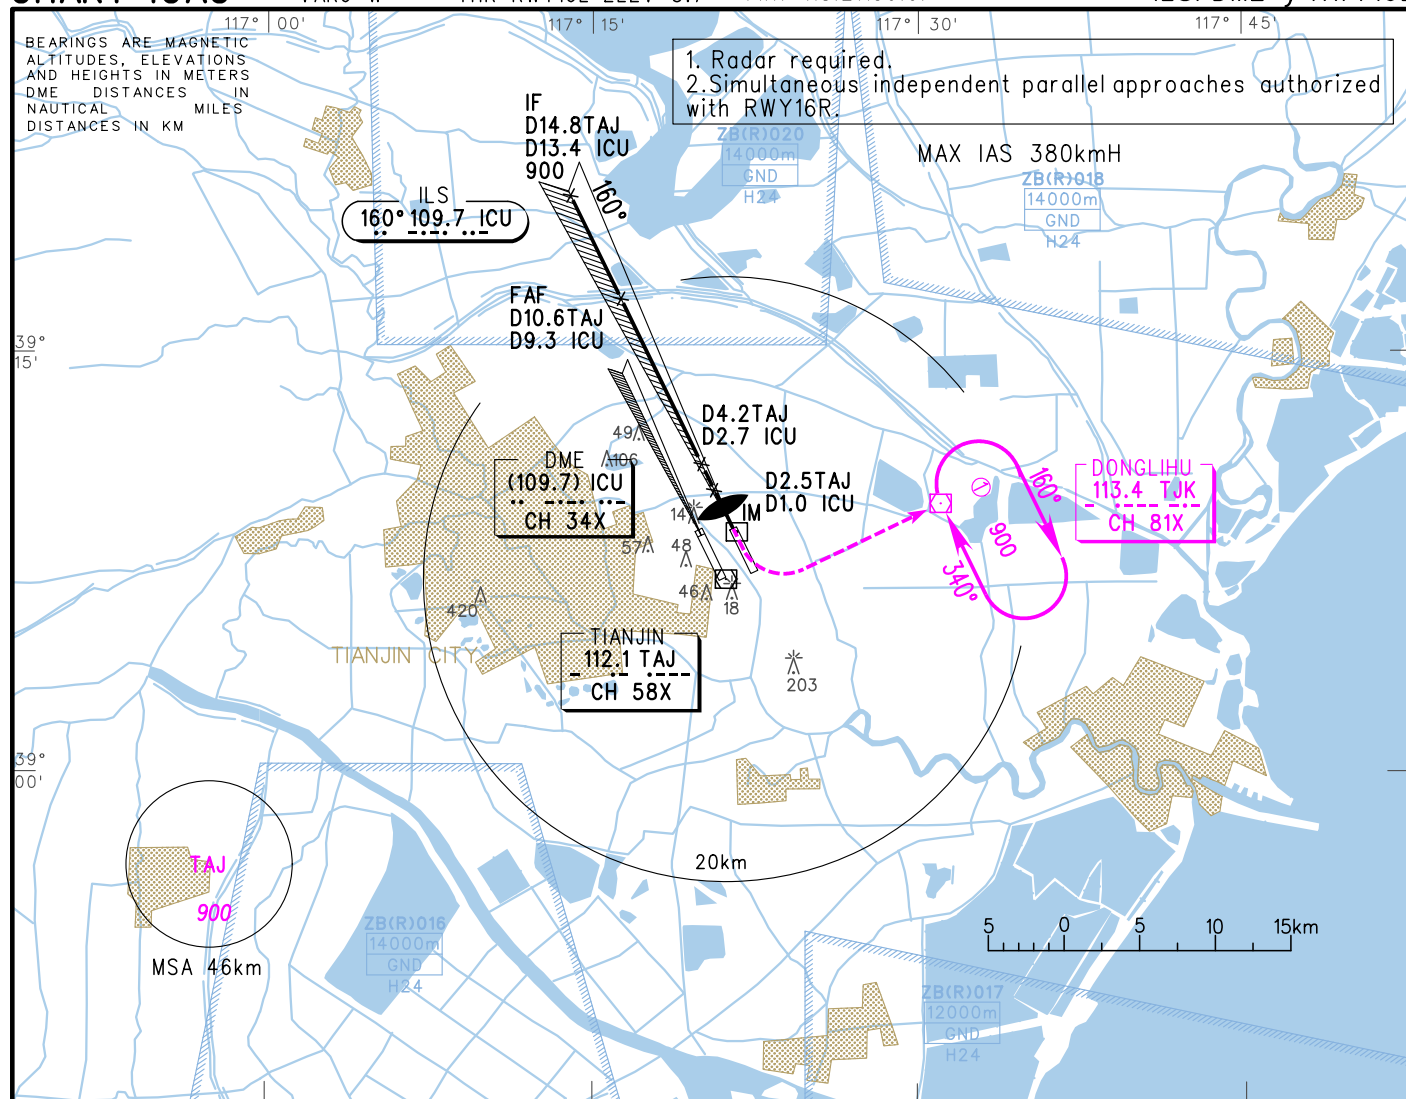 117° 00'
117° 15'
117° 30'
117° 45'
BEARINGS ARE MAGNETIC
ALTITUDES, ELEVATIONS
AND HEIGHTS IN METERS
DME DISTANCES IN
NAUTICAL MILES
DISTANCES IN KM
1. Radar required.
2.Simultaneous independent parallel approaches authorized
with RWY16R.
IF
D14.8TAJ
D13.4 ICU
900
160°
ILS
160° 109.7 ICU
ZB(R)020
14000m
GND
H24
MAX IAS 380kmH
ZB(R)018
14000m
GND
H24
FAF
D10.6TAJ
D9.3 ICU
39°
15'
D4.2TAJ
D2.7 ICU
49
106
DME
(109.7) ICU
CH 34X
D2.5TAJ
D1.0 ICU
IM
14
57
48
46
18
420
DONGLIHU
113.4 TJK
CH 81X
160°
900
340°
TIANJIN CITY
TIANJIN
112.1 TAJ
CH 58X
203
39°
00'
20km
TAJ
900
MSA 46km
ZB(R)016
14000m
GND
H24
5 0 5 10 15km
ZB(R)017
12000m
GND
H24